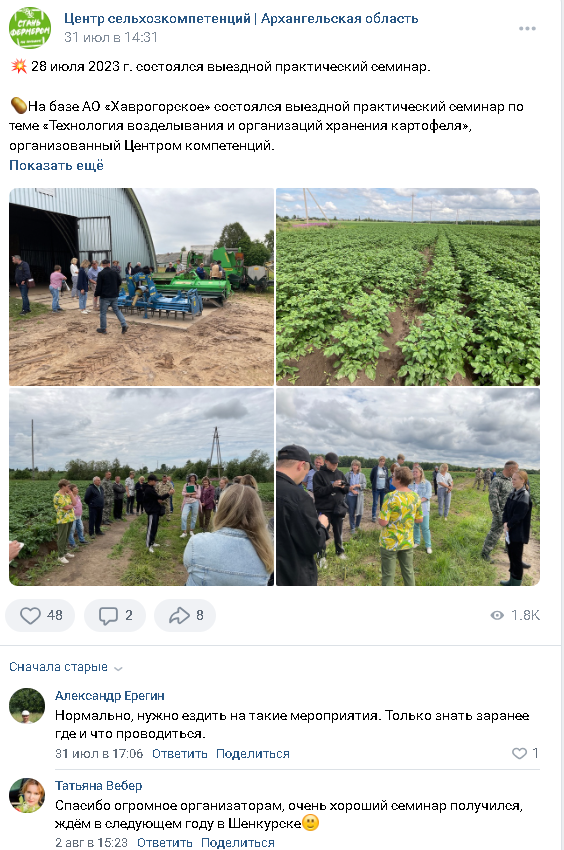 СТАНЬ
ФЕРМЕРОМ
Центр сельхозкомпетенций | Архангельская область
31 июл в 14:31
💥 28 июля 2023 г. состоялся выездной практический семинар.
🥔На базе АО «Хаврогорское» состоялся выездной практический семинар по
теме «Технология возделывания и организаций хранения картофеля»,
организованный Центром компетенций.
Показать ещё
48
2
8
1.8K
Сначала старые
Александр Ерегин
Нормально, нужно ездить на такие мероприятия. Только знать заранее
где и что проводиться.
31 июл в 17:06 Ответить Поделиться
1
Татьяна Вебер
Спасибо огромное организаторам, очень хороший семинар получился,
ждём в следующем году в Шенкурске🙂
2 авг в 15:23 Ответить Поделиться